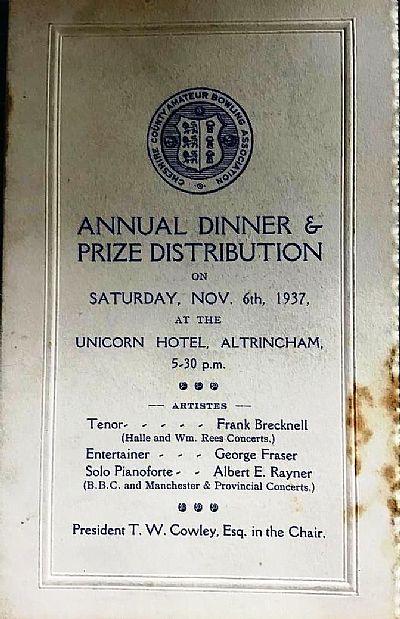 CHESHIRE COUNTY AMATEUR BOWLING ASSOCIATION
ANNUAL DINNER &
PRIZE DISTRIBUTION
ON
SATURDAY, NOV. 6th, 1937,
AT THE
UNICORN HOTEL, ALTRINCHAM,
5-30 p.m.
— ARTISTES —
Tenor- - - - - Frank Brecknell
(Halle and Wm. Rees Concerts.)
Entertainer - - - George Fraser
Solo Pianoforte - - Albert E. Rayner
(B.B.C. and Manchester & Provincial Concerts.)
President T. W. Cowley, Esq. in the Chair.